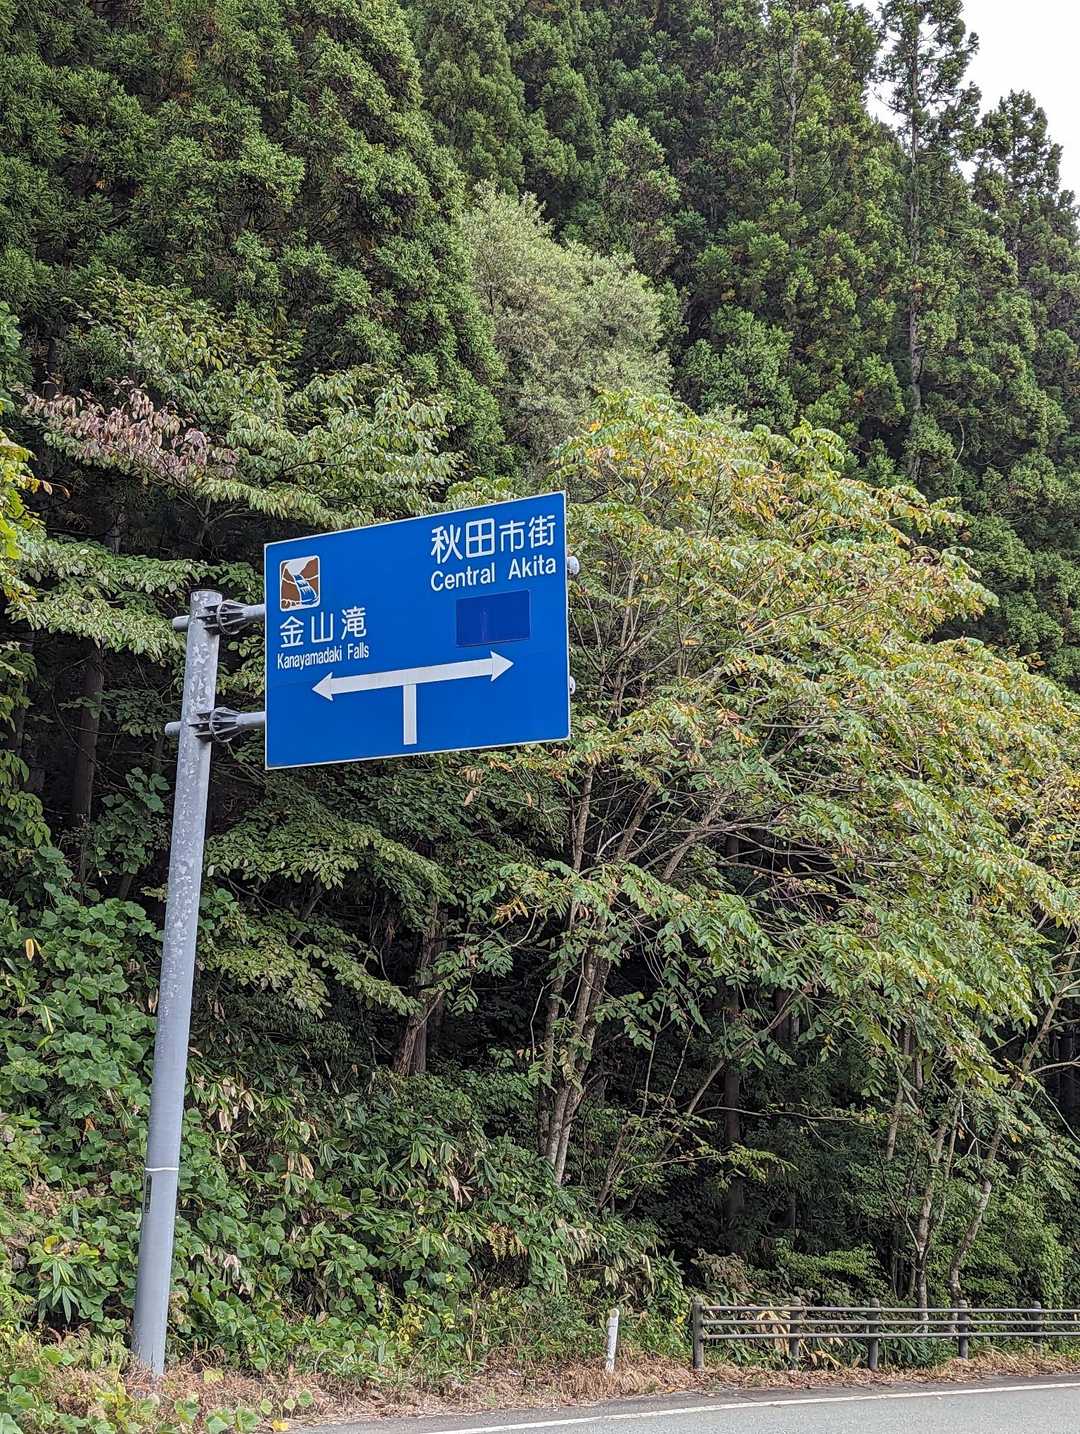 秋田市街
Central Akita
金山滝
Kanayamadaki Falls